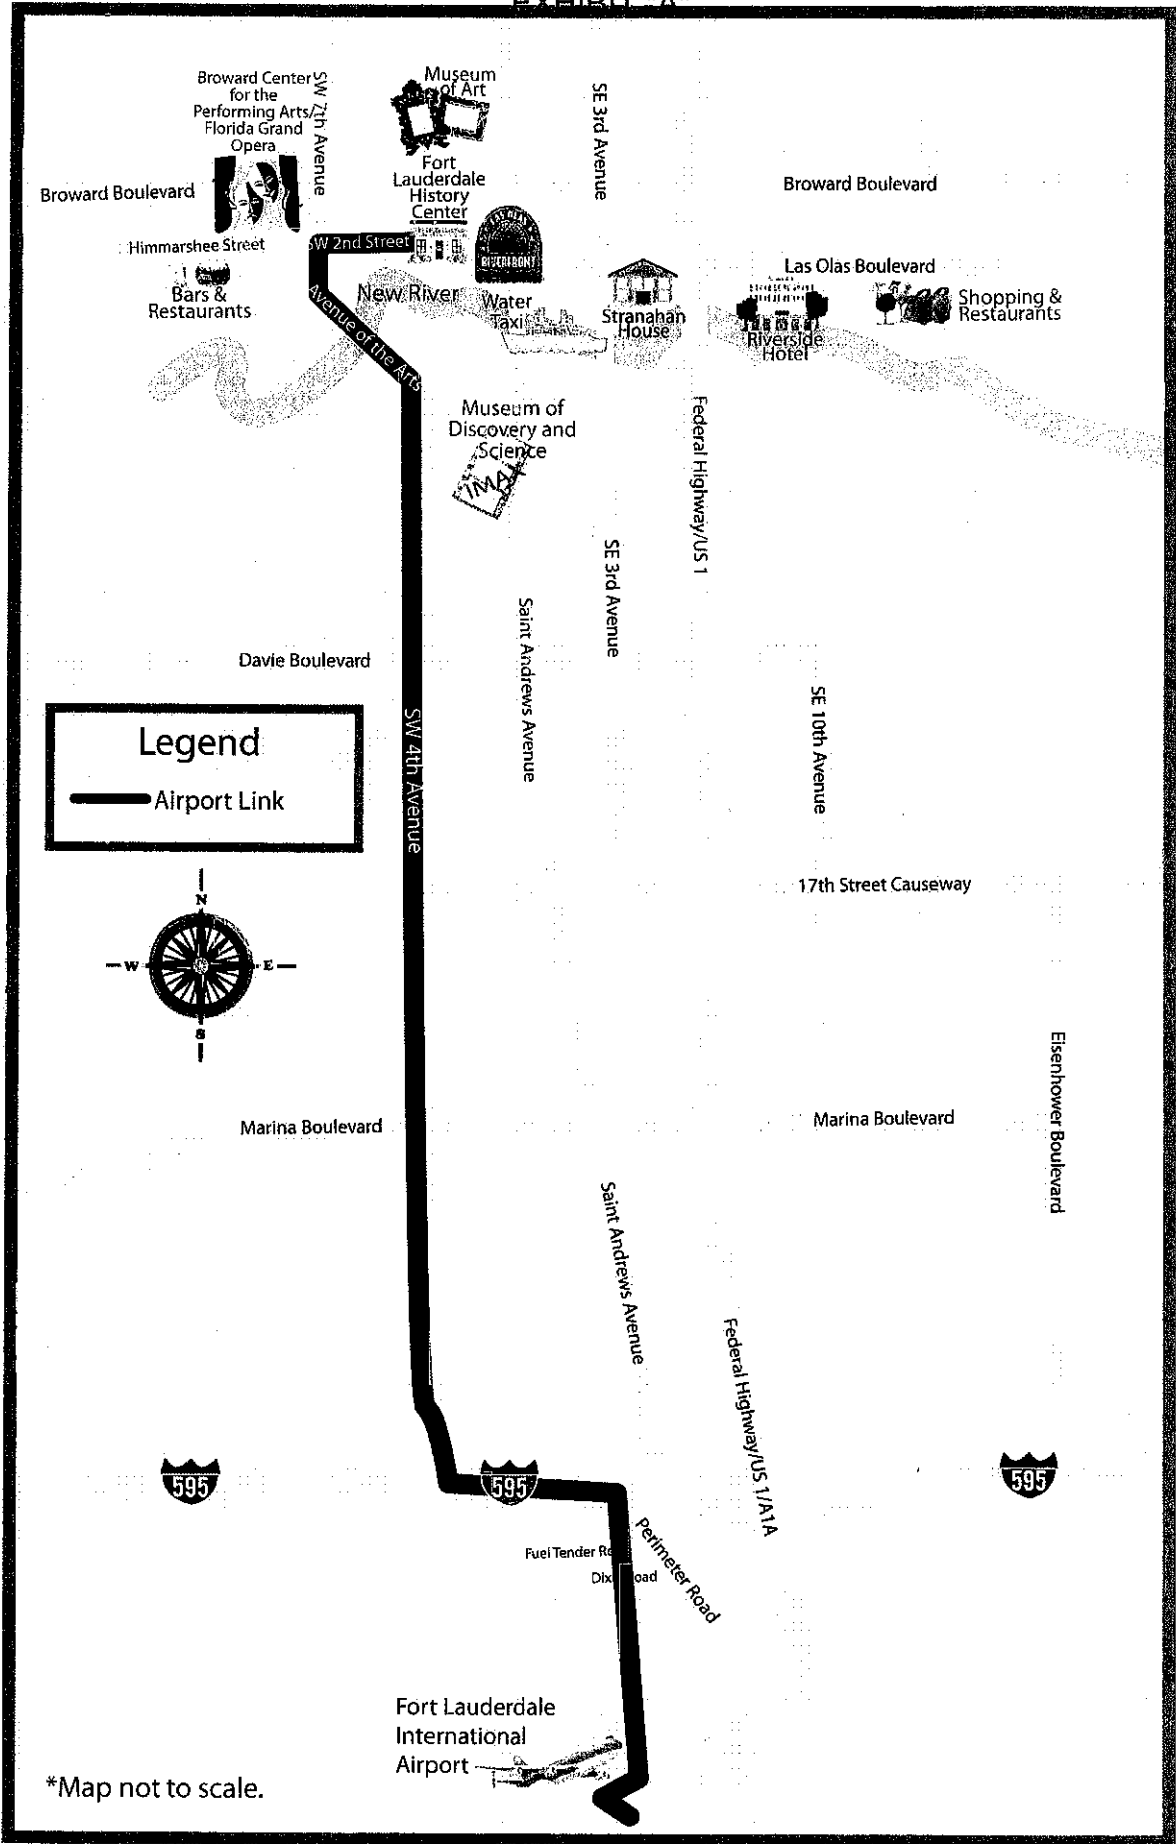 EXHIBIT "A"
Broward Center
for the
Performing Arts/
Florida Grand
Opera
SW 7th Avenue
Museum
of Art
SE 3rd Avenue
Fort
Lauderdale
History
Center
Broward Boulevard
Broward Boulevard
Himmarshee Street
SW 2nd Street
RIVERFRONT
Las Olas Boulevard
Bars &
Restaurants
Avenue of the Arts
New River
Water
Taxi
Stranahan
House
Riverside
Hotel
Shopping &
Restaurants
Museum of
Discovery and
Science
IMAX
Federal Highway/US 1
SE 3rd Avenue
Saint Andrews Avenue
Davie Boulevard
SE 10th Avenue
Legend
Airport Link
SW 4th Avenue
17th Street Causeway
N
W
E
S
Eisenhower Boulevard
Marina Boulevard
Marina Boulevard
Saint Andrews Avenue
Federal Highway/US 1/A1A
595
595
595
Fuel Tender
Perimeter Road
Fort Lauderdale
International
Airport
*Map not to scale.